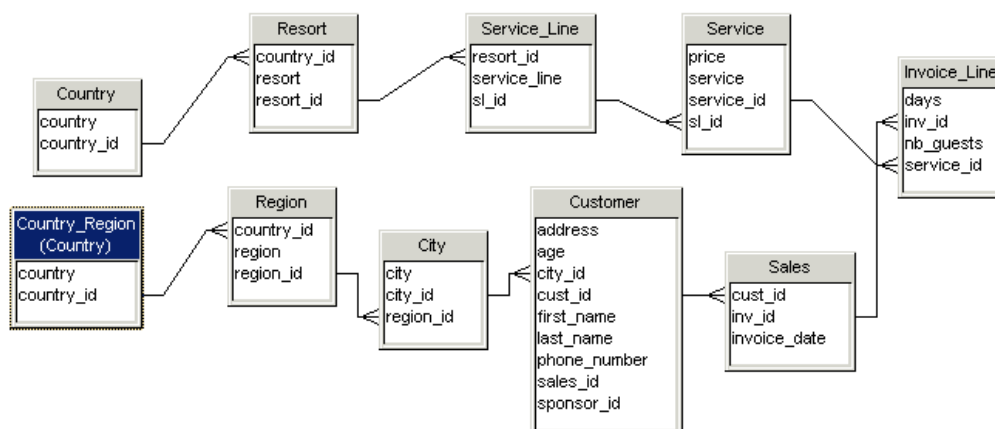 Country
country
country_id
Resort
country_id
resort
resort_id
Service_Line
resort_id
service_line
sl_id
Service
price
service
service_id
sl_id
Invoice_Line
days
inv_id
nb_guests
service_id
Country_Region
(Country)
country
country_id
Region
country_id
region
region_id
City
city
city_id
region_id
Customer
address
age
city_id
cust_id
first_name
last_name
phone_number
sales_id
sponsor_id
Sales
cust_id
inv_id
invoice_date